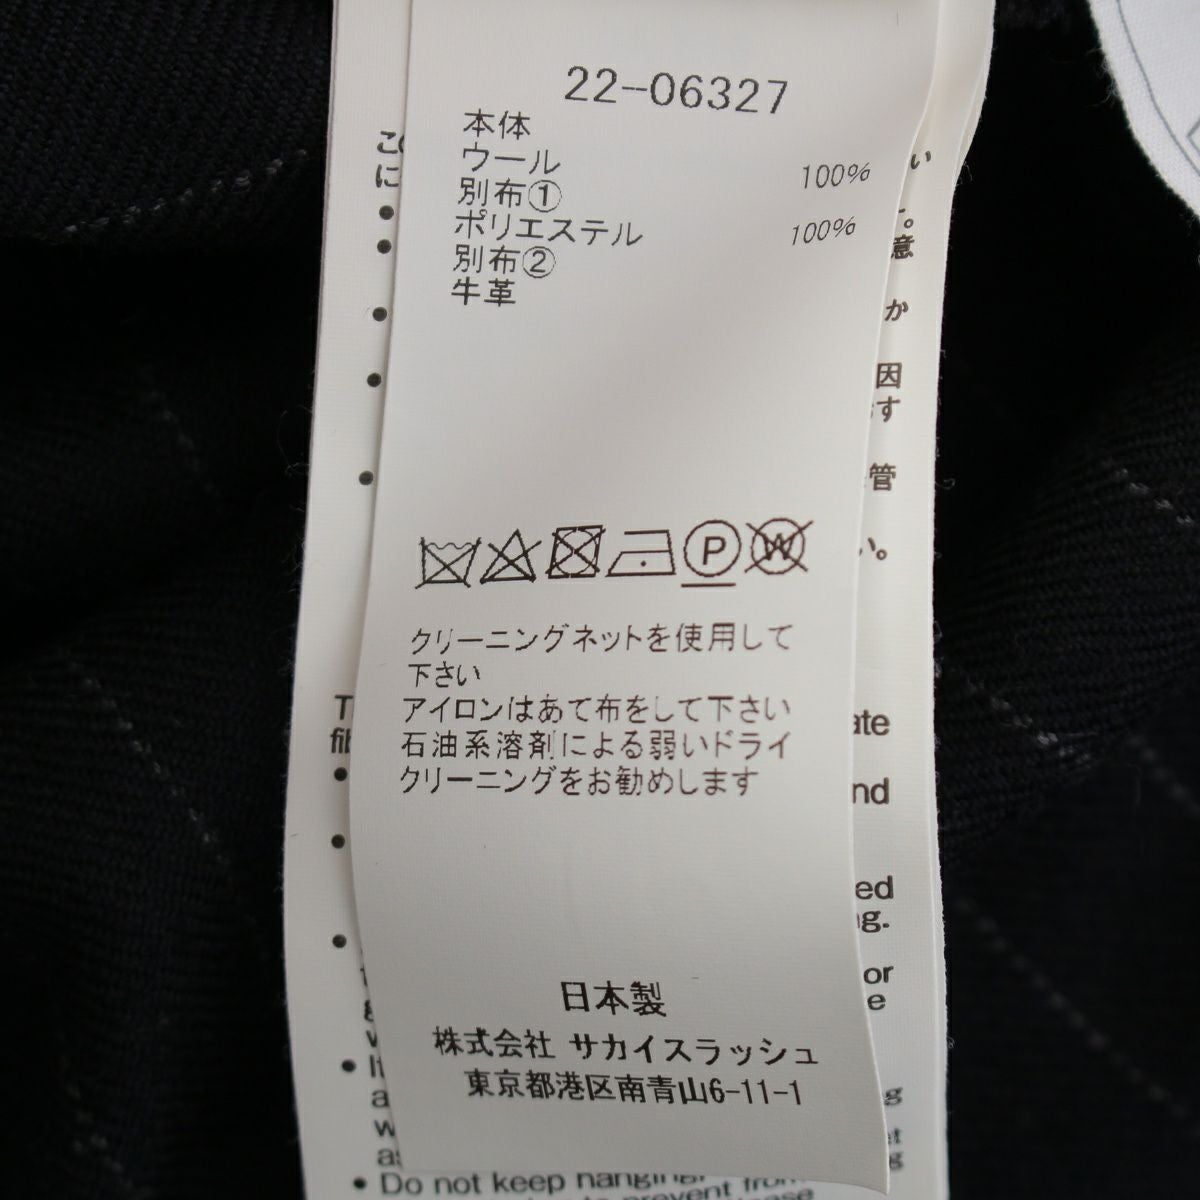 22-06327
本体
ウール 100%
別布①
ポリエステル 100%
別布②
牛革
P W
クリーニングネットを使用して
下さい
アイロンはあて布をして下さい
石油系溶剤による弱いドライ
クリーニングをお勧めします
日本製
株式会社 サカイスラッシュ
東京都港区南青山6-11-1
• Do not keep hanging